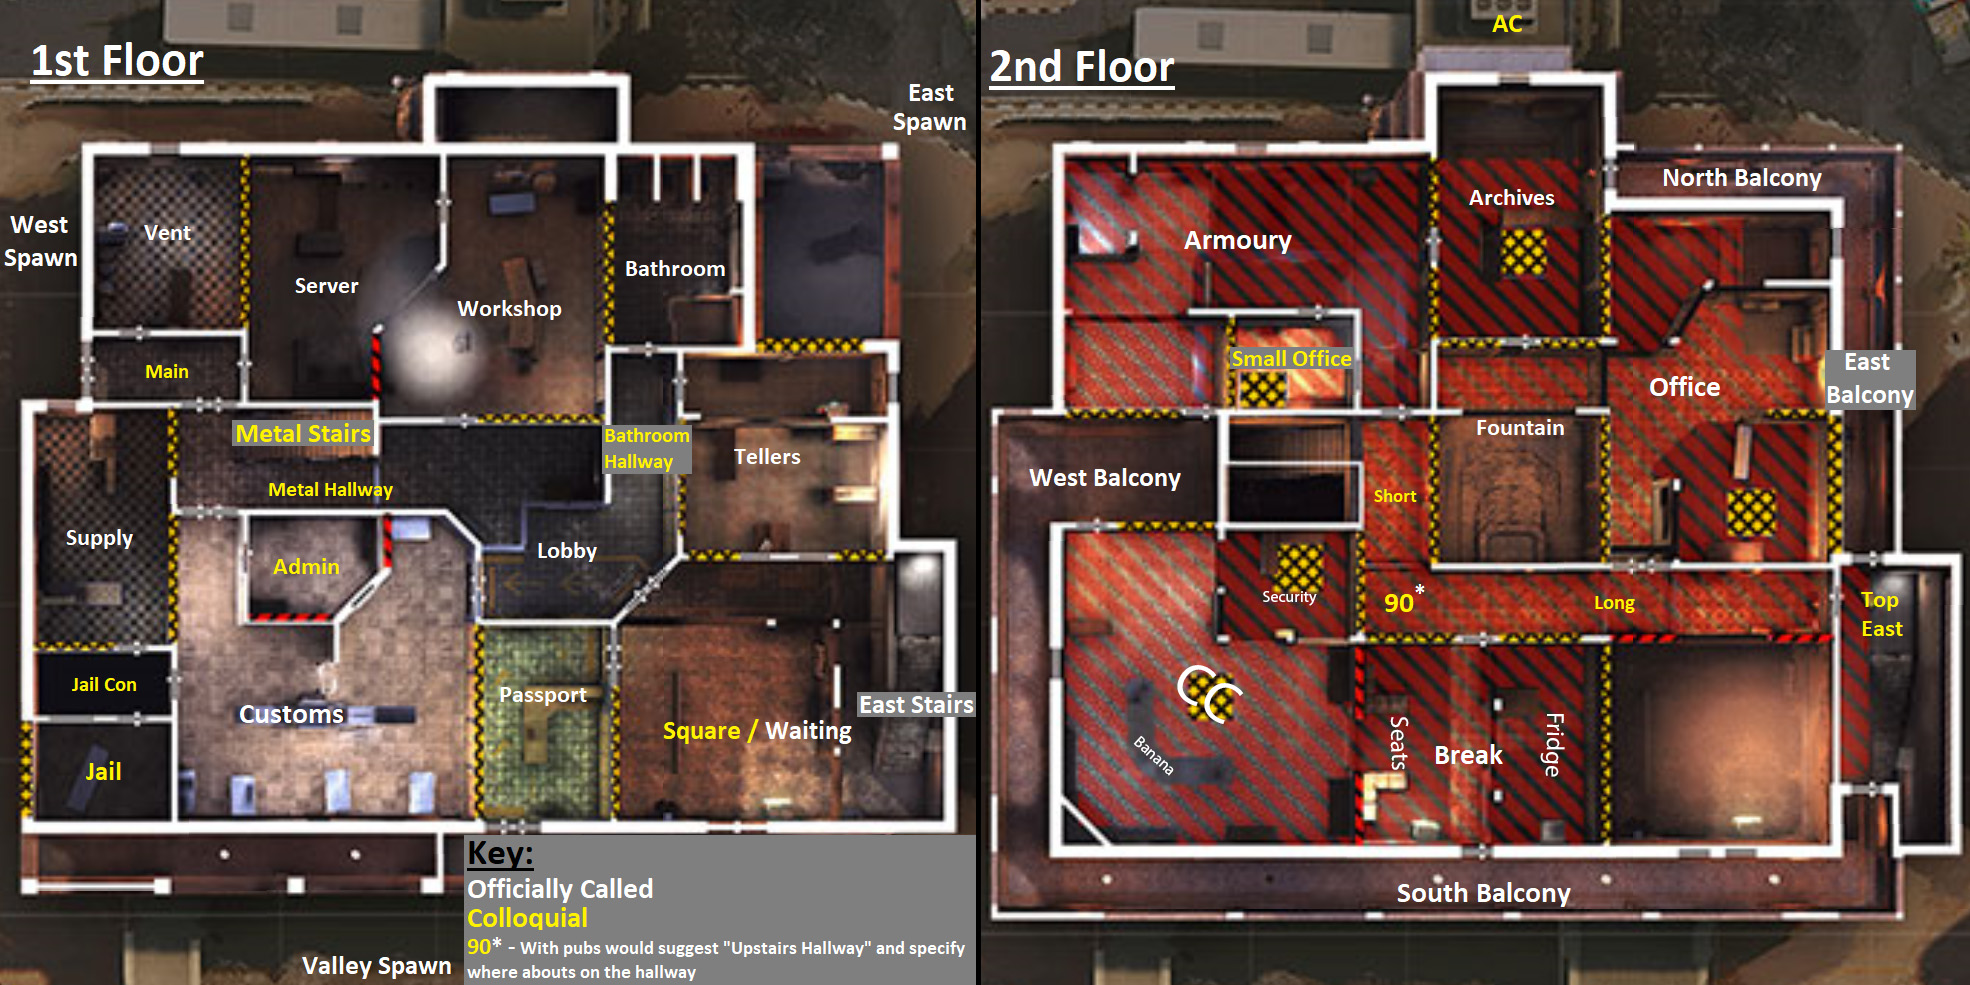 1st Floor
East
Spawn
West
Spawn
Vent
Server
Workshop
Bathroom
Main
Metal Stairs
Bathroom
Hallway
Tellers
Metal Hallway
Supply
Admin
Lobby
Jail Con
Customs
Passport
East Stairs
Square / Waiting
Jail
Valley Spawn
Key:
Officially Called
Colloquial
90* - With pubs would suggest "Upstairs Hallway" and specify
where abouts on the hallway
2nd Floor
AC
North Balcony
Archives
Armoury
Small Office
Office
East
Balcony
Fountain
West Balcony
Short
Security
90*
Long
Top
East
CC
Banana
Seats
Break
Fridge
South Balcony